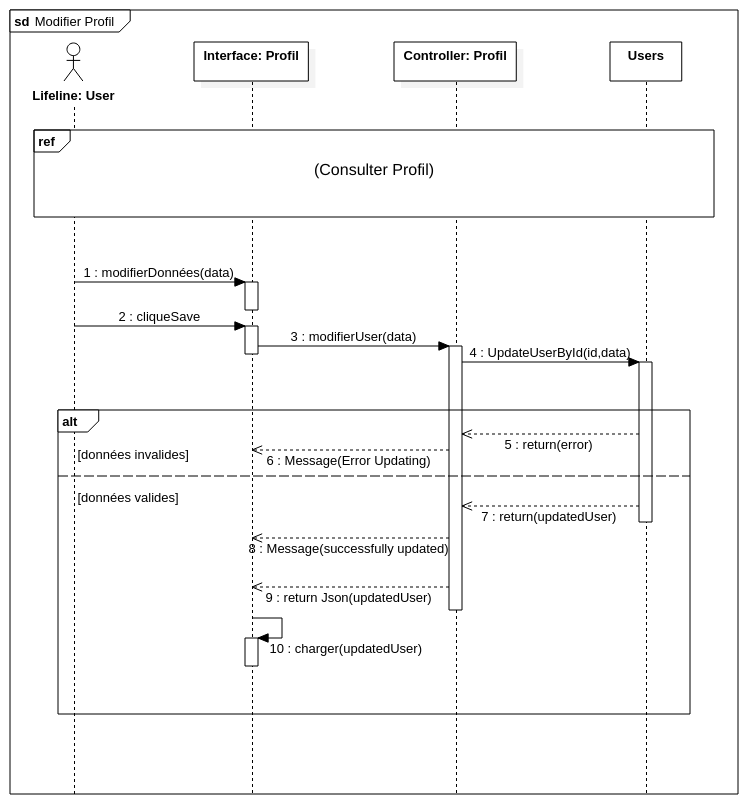 sd Modifier Profil
Interface: Profil
Controller: Profil
Users
Lifeline: User
ref
(Consulter Profil)
1 : modifierDonnées(data)
2 : cliqueSave
3 : modifierUser(data)
4 : UpdateUserById(id,data)
alt
5 : return(error)
[données invalides]
6 : Message(Error Updating)
[données valides]
7 : return(updatedUser)
8 : Message(successfully updated)
9 : return Json(updatedUser)
10 : charger(updatedUser)